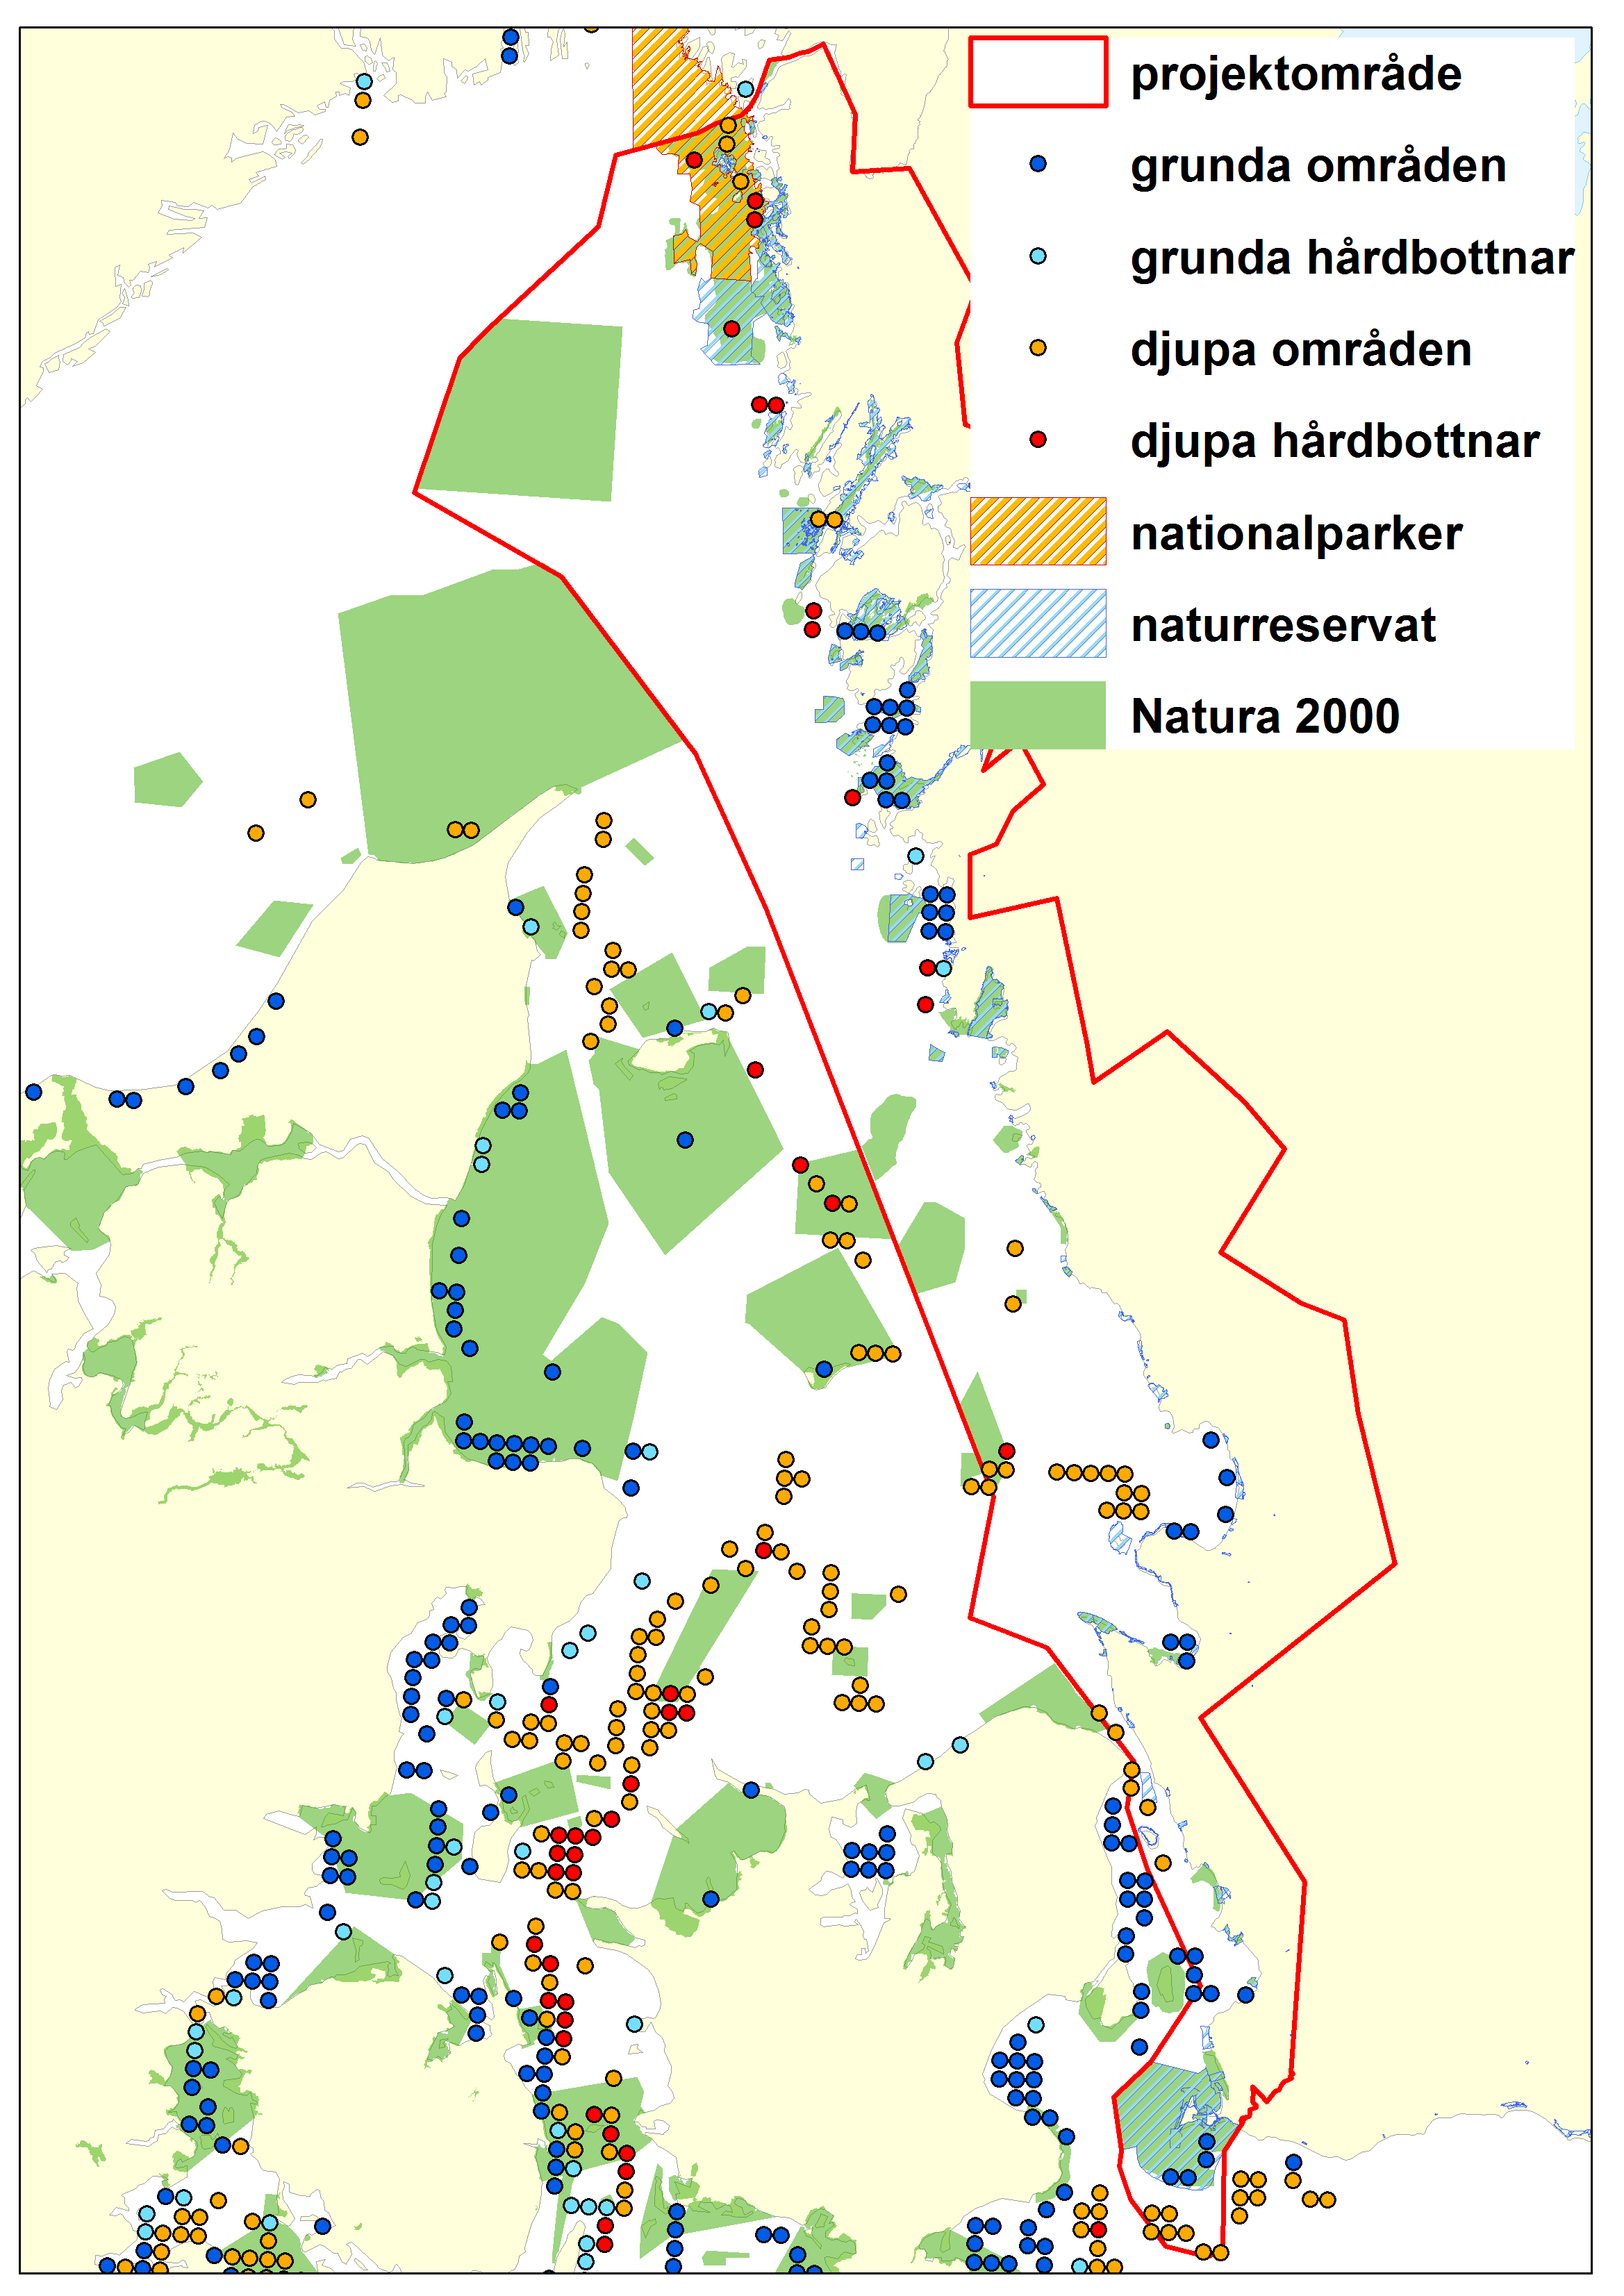 projektområde
grunda områden
grunda hårdbottnar
djupa områden
djupa hårdbottnar
nationalparker
naturreservat
Natura 2000